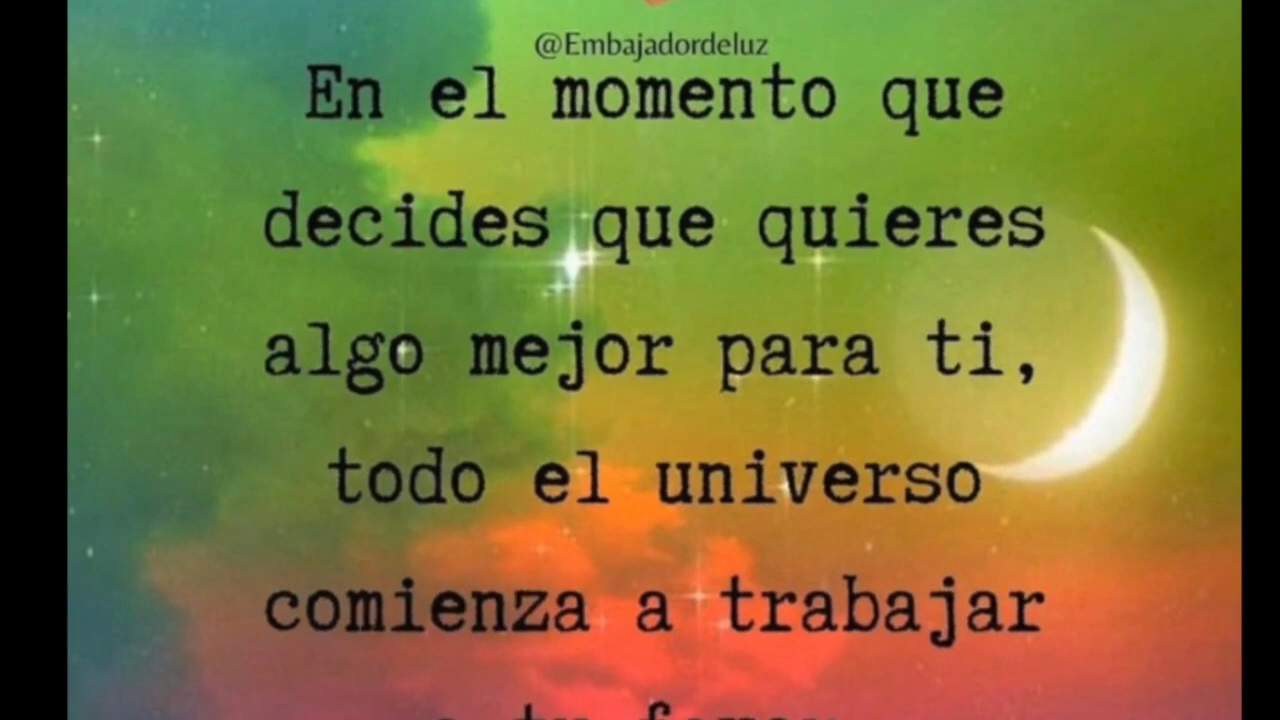 @Embajadordeluz
En el momento que
decides que quieres
algo mejor para ti,
todo el universo
comienza a trabajar